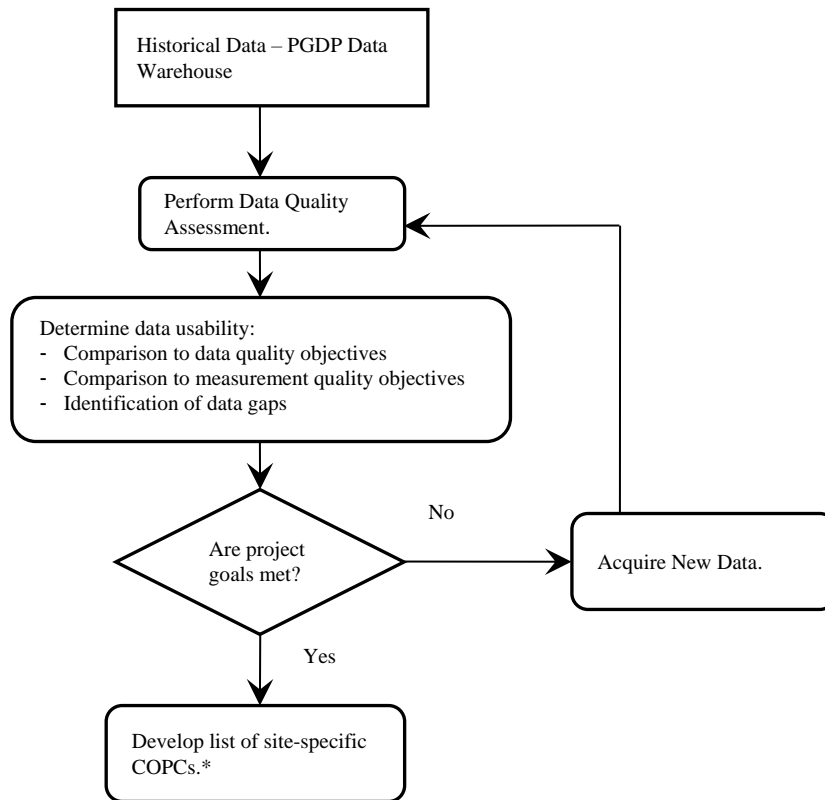 Historical Data – PGDP Data
Warehouse
Perform Data Quality
Assessment.
Determine data usability:
- Comparison to data quality objectives
- Comparison to measurement quality objectives
- Identification of data gaps
Are project
goals met?
No
Acquire New Data.
Yes
Develop list of site-specific
COPCs.*